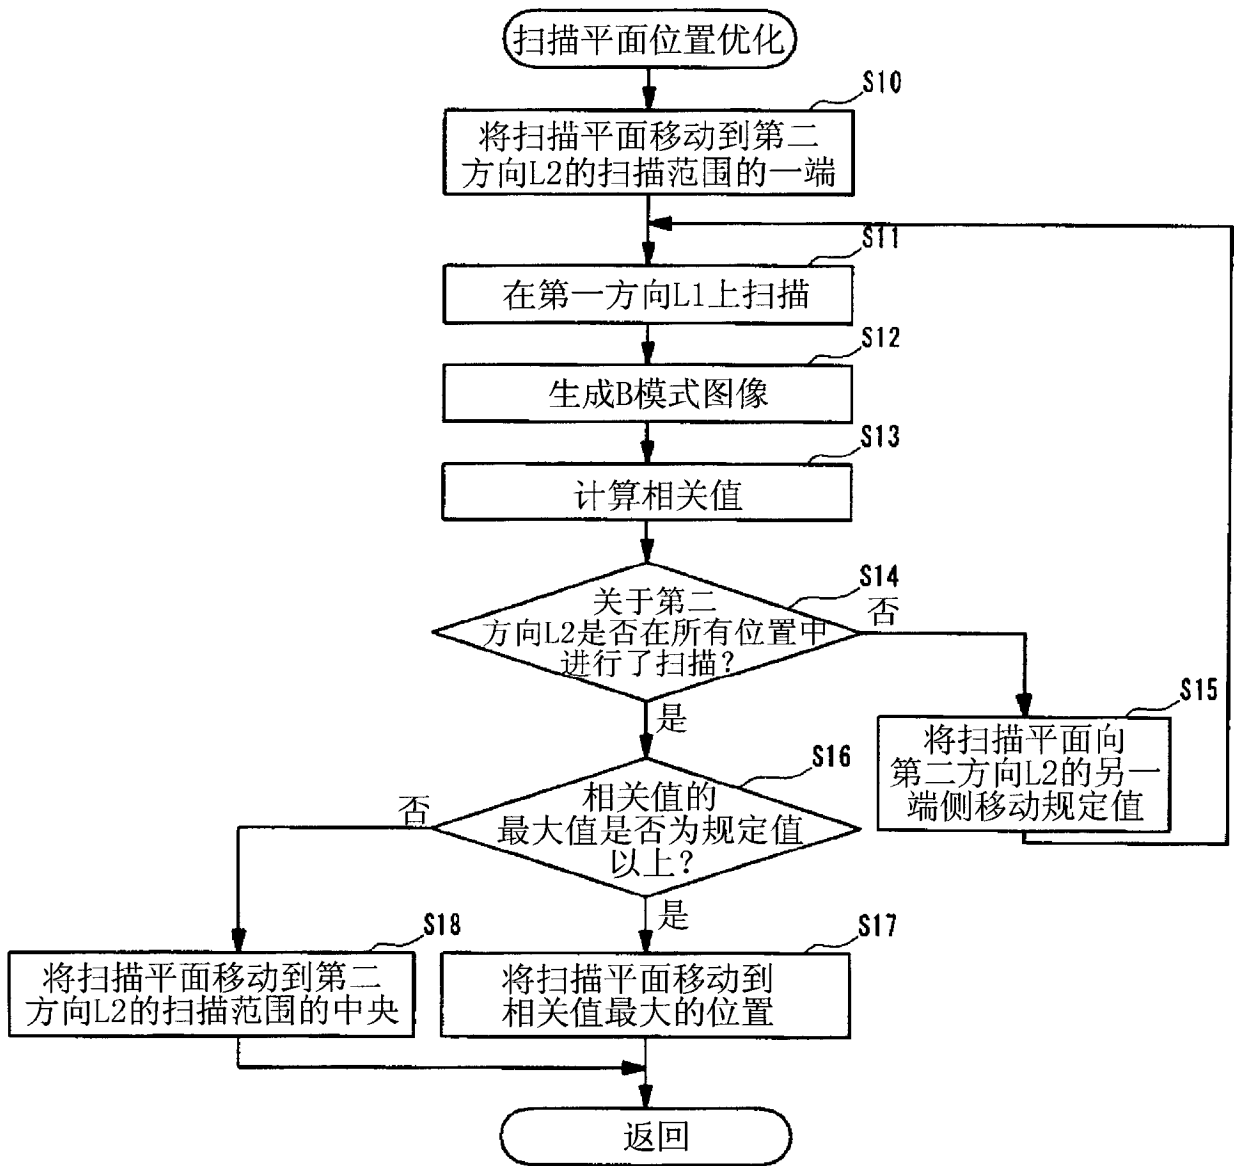 扫描平面位置优化
S10
将扫描平面移动到第二
方向L2的扫描范围的一端
S11
在第一方向L1上扫描
S12
生成B模式图像
S13
计算相关值
S14
关于第二
方向L2是否在所有位置中
进行了扫描?
否
是
S15
将扫描平面向
第二方向L2的另一
端侧移动规定值
S16
相关值的
最大值是否为规定值
以上?
否
是
S18
将扫描平面移动到第二
方向L2的扫描范围的中央
S17
将扫描平面移动到
相关值最大的位置
返回